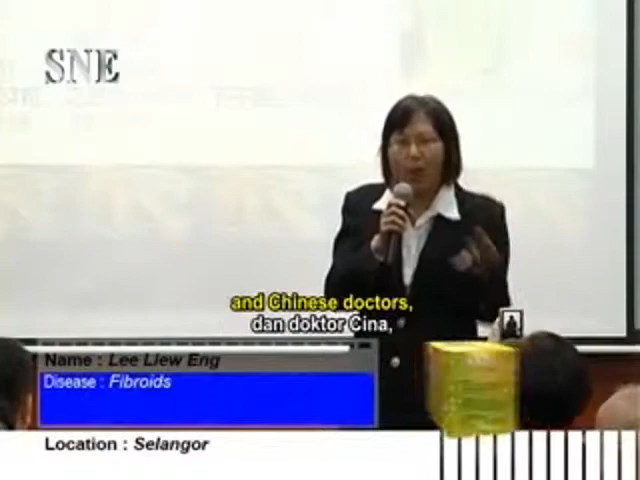 SNE
and Chinese doctors,
dan doktor Cina,
Name : Lee Liew Eng
Disease : Fibroids
Location : Selangor